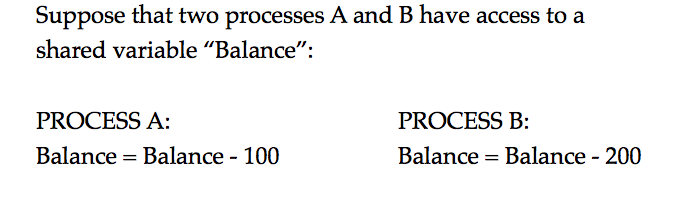 Suppose that two processes A and B have access to a
shared variable “Balance”:
PROCESS A:
Balance = Balance - 100
PROCESS B:
Balance = Balance - 200